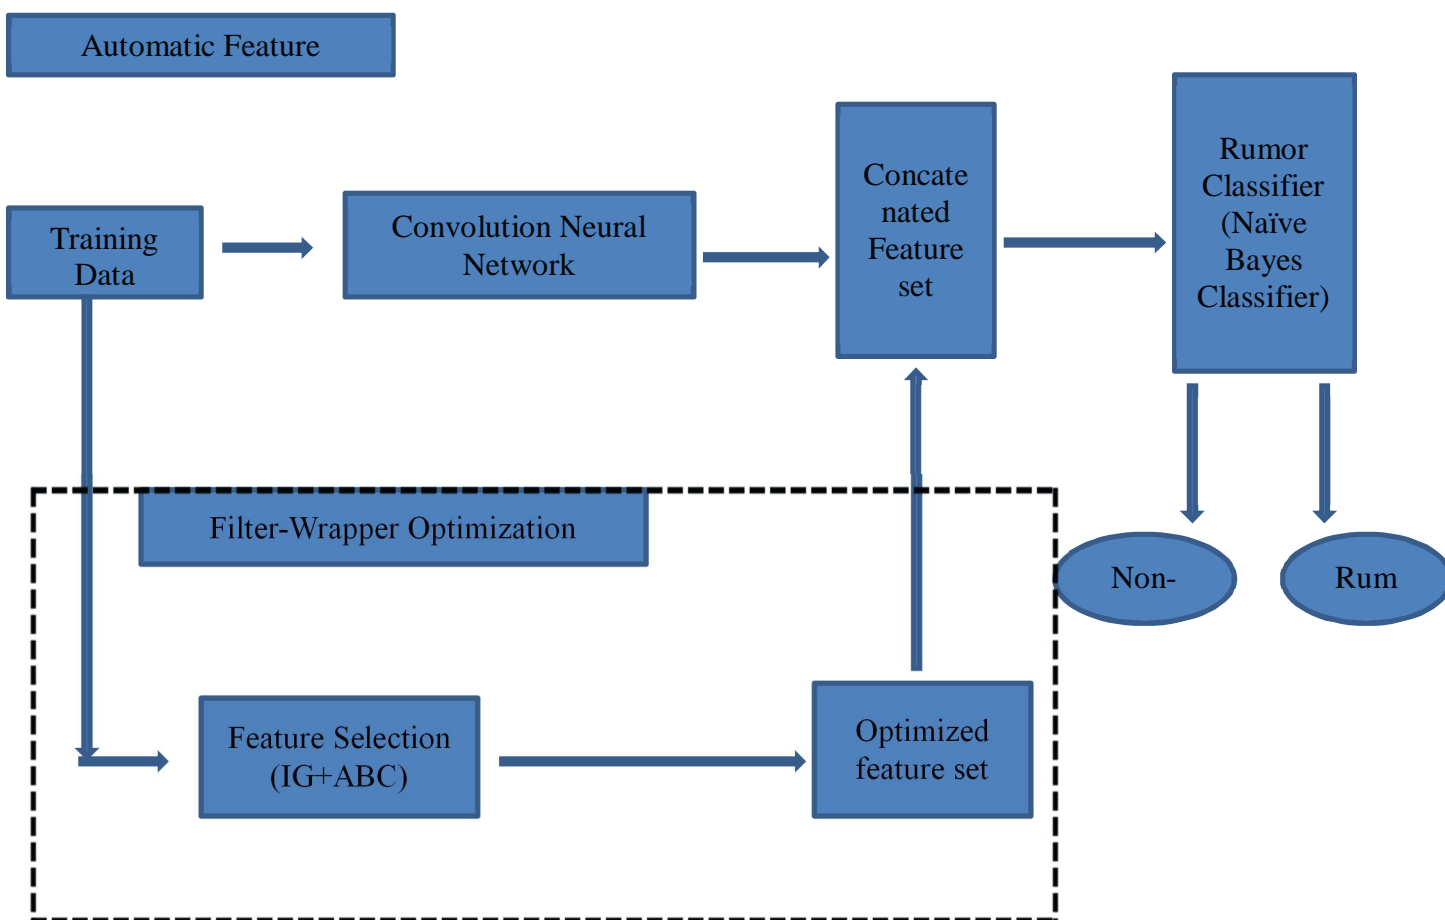 Automatic Feature
Training
Data
Convolution Neural
Network
Concate
nated
Feature
set
Rumor
Classifier
(Naïve
Bayes
Classifier)
Filter-Wrapper Optimization
Non-
Rum
Feature Selection
(IG+ABC)
Optimized
feature set